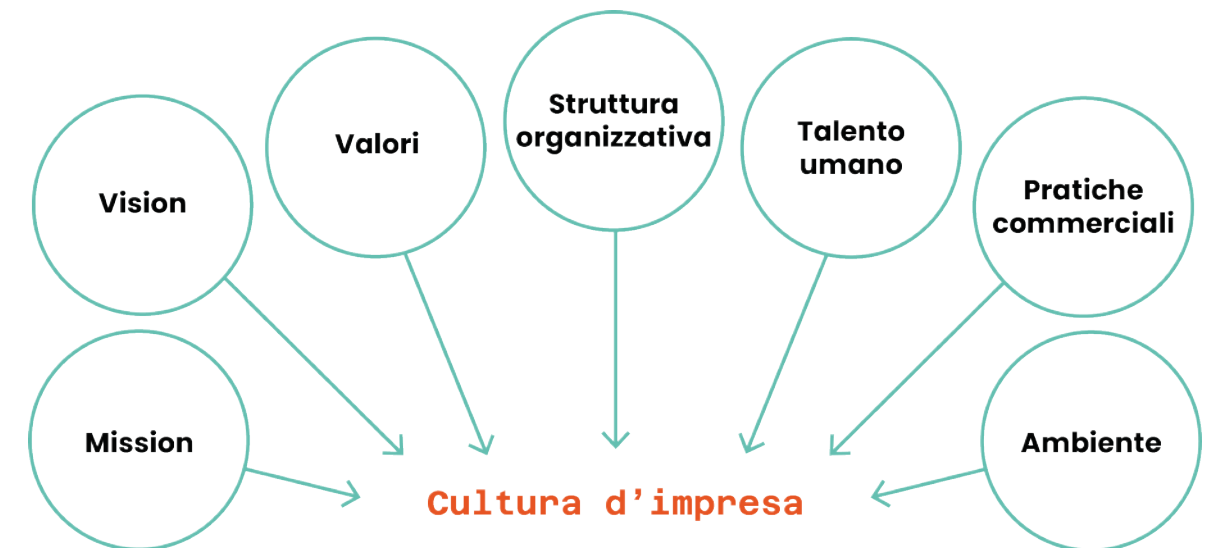 Struttura
organizzativa
Valori
Talento
umano
Vision
Pratiche
commerciali
Mission
Ambiente
Cultura d’impresa